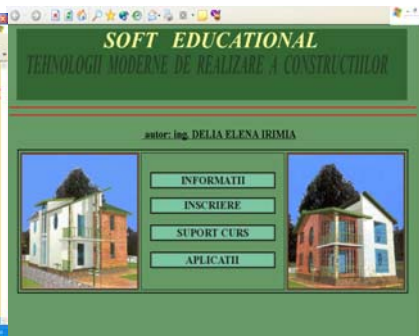 SOFT EDUCATIONAL
TEHNOLOGII MODERNE DE REALIZARE A CONSTRUCTIILOR
autor: ing. DELIA ELENA IRIMIA
INFORMATII
INSCRIERE
SUPORT CURS
APLICATII